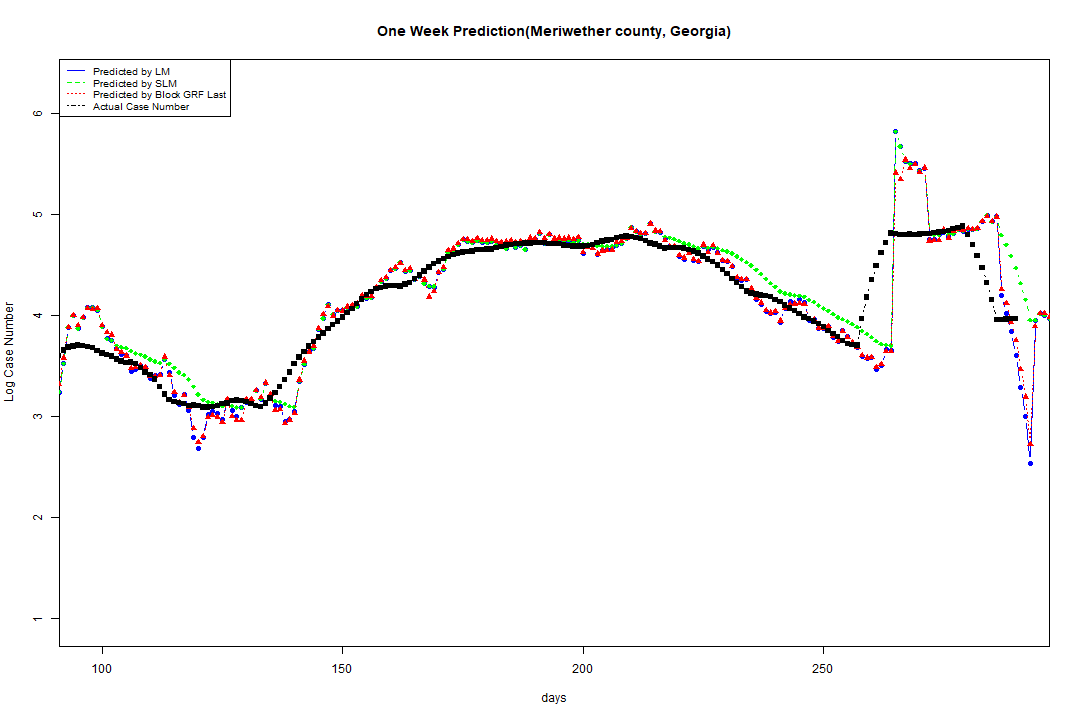 One Week Prediction(Meriwether county, Georgia)
Predicted by LM
Predicted by SLM
Predicted by Block GRF Last
Actual Case Number
6
5
4
3
2
1
Log Case Number
100 150 200 250
days